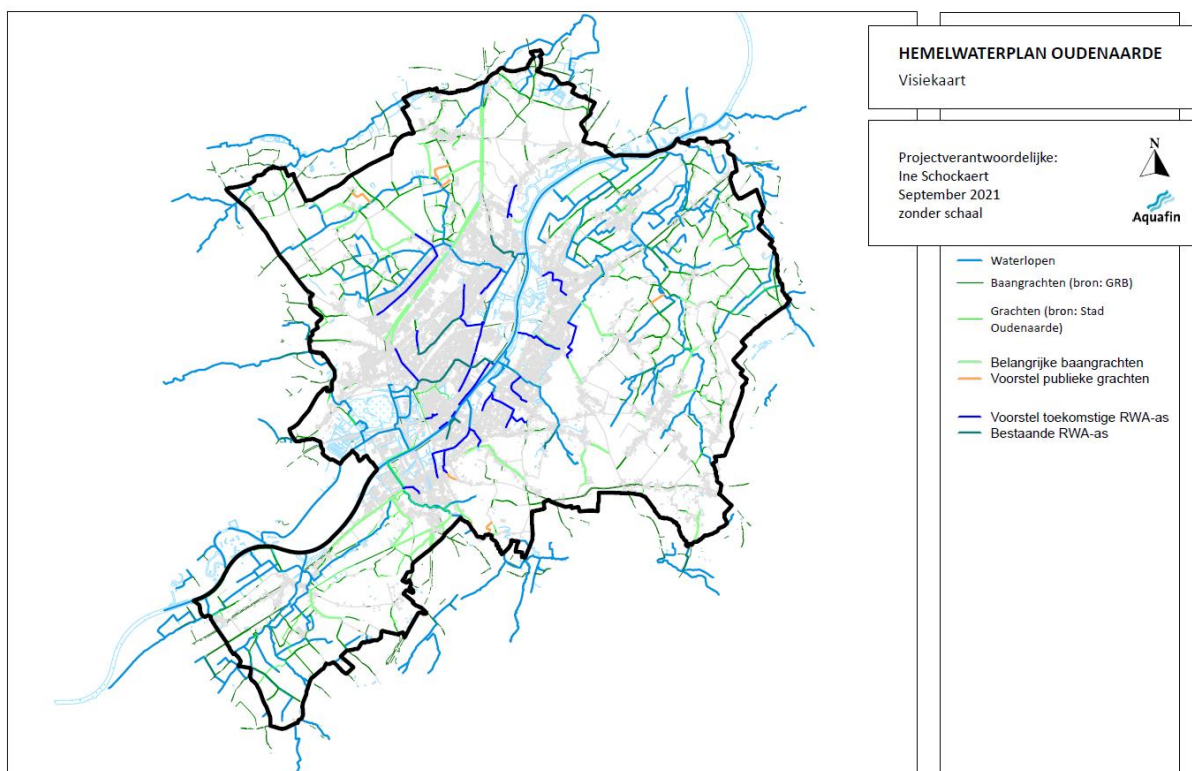 HEMELWATERPLAN OUDENAARDE
Visiekaart
Projectverantwoordelijke:
Ine Schockaert
September 2021
zonder schaal
N
Aquafin
Waterlopen
Baangrachten (bron: GRB)
Grachten (bron: Stad
Oudenaarde)
Belangrijke baangrachten
Voorstel publieke grachten
Voorstel toekomstige RWA-as
Bestaande RWA-as